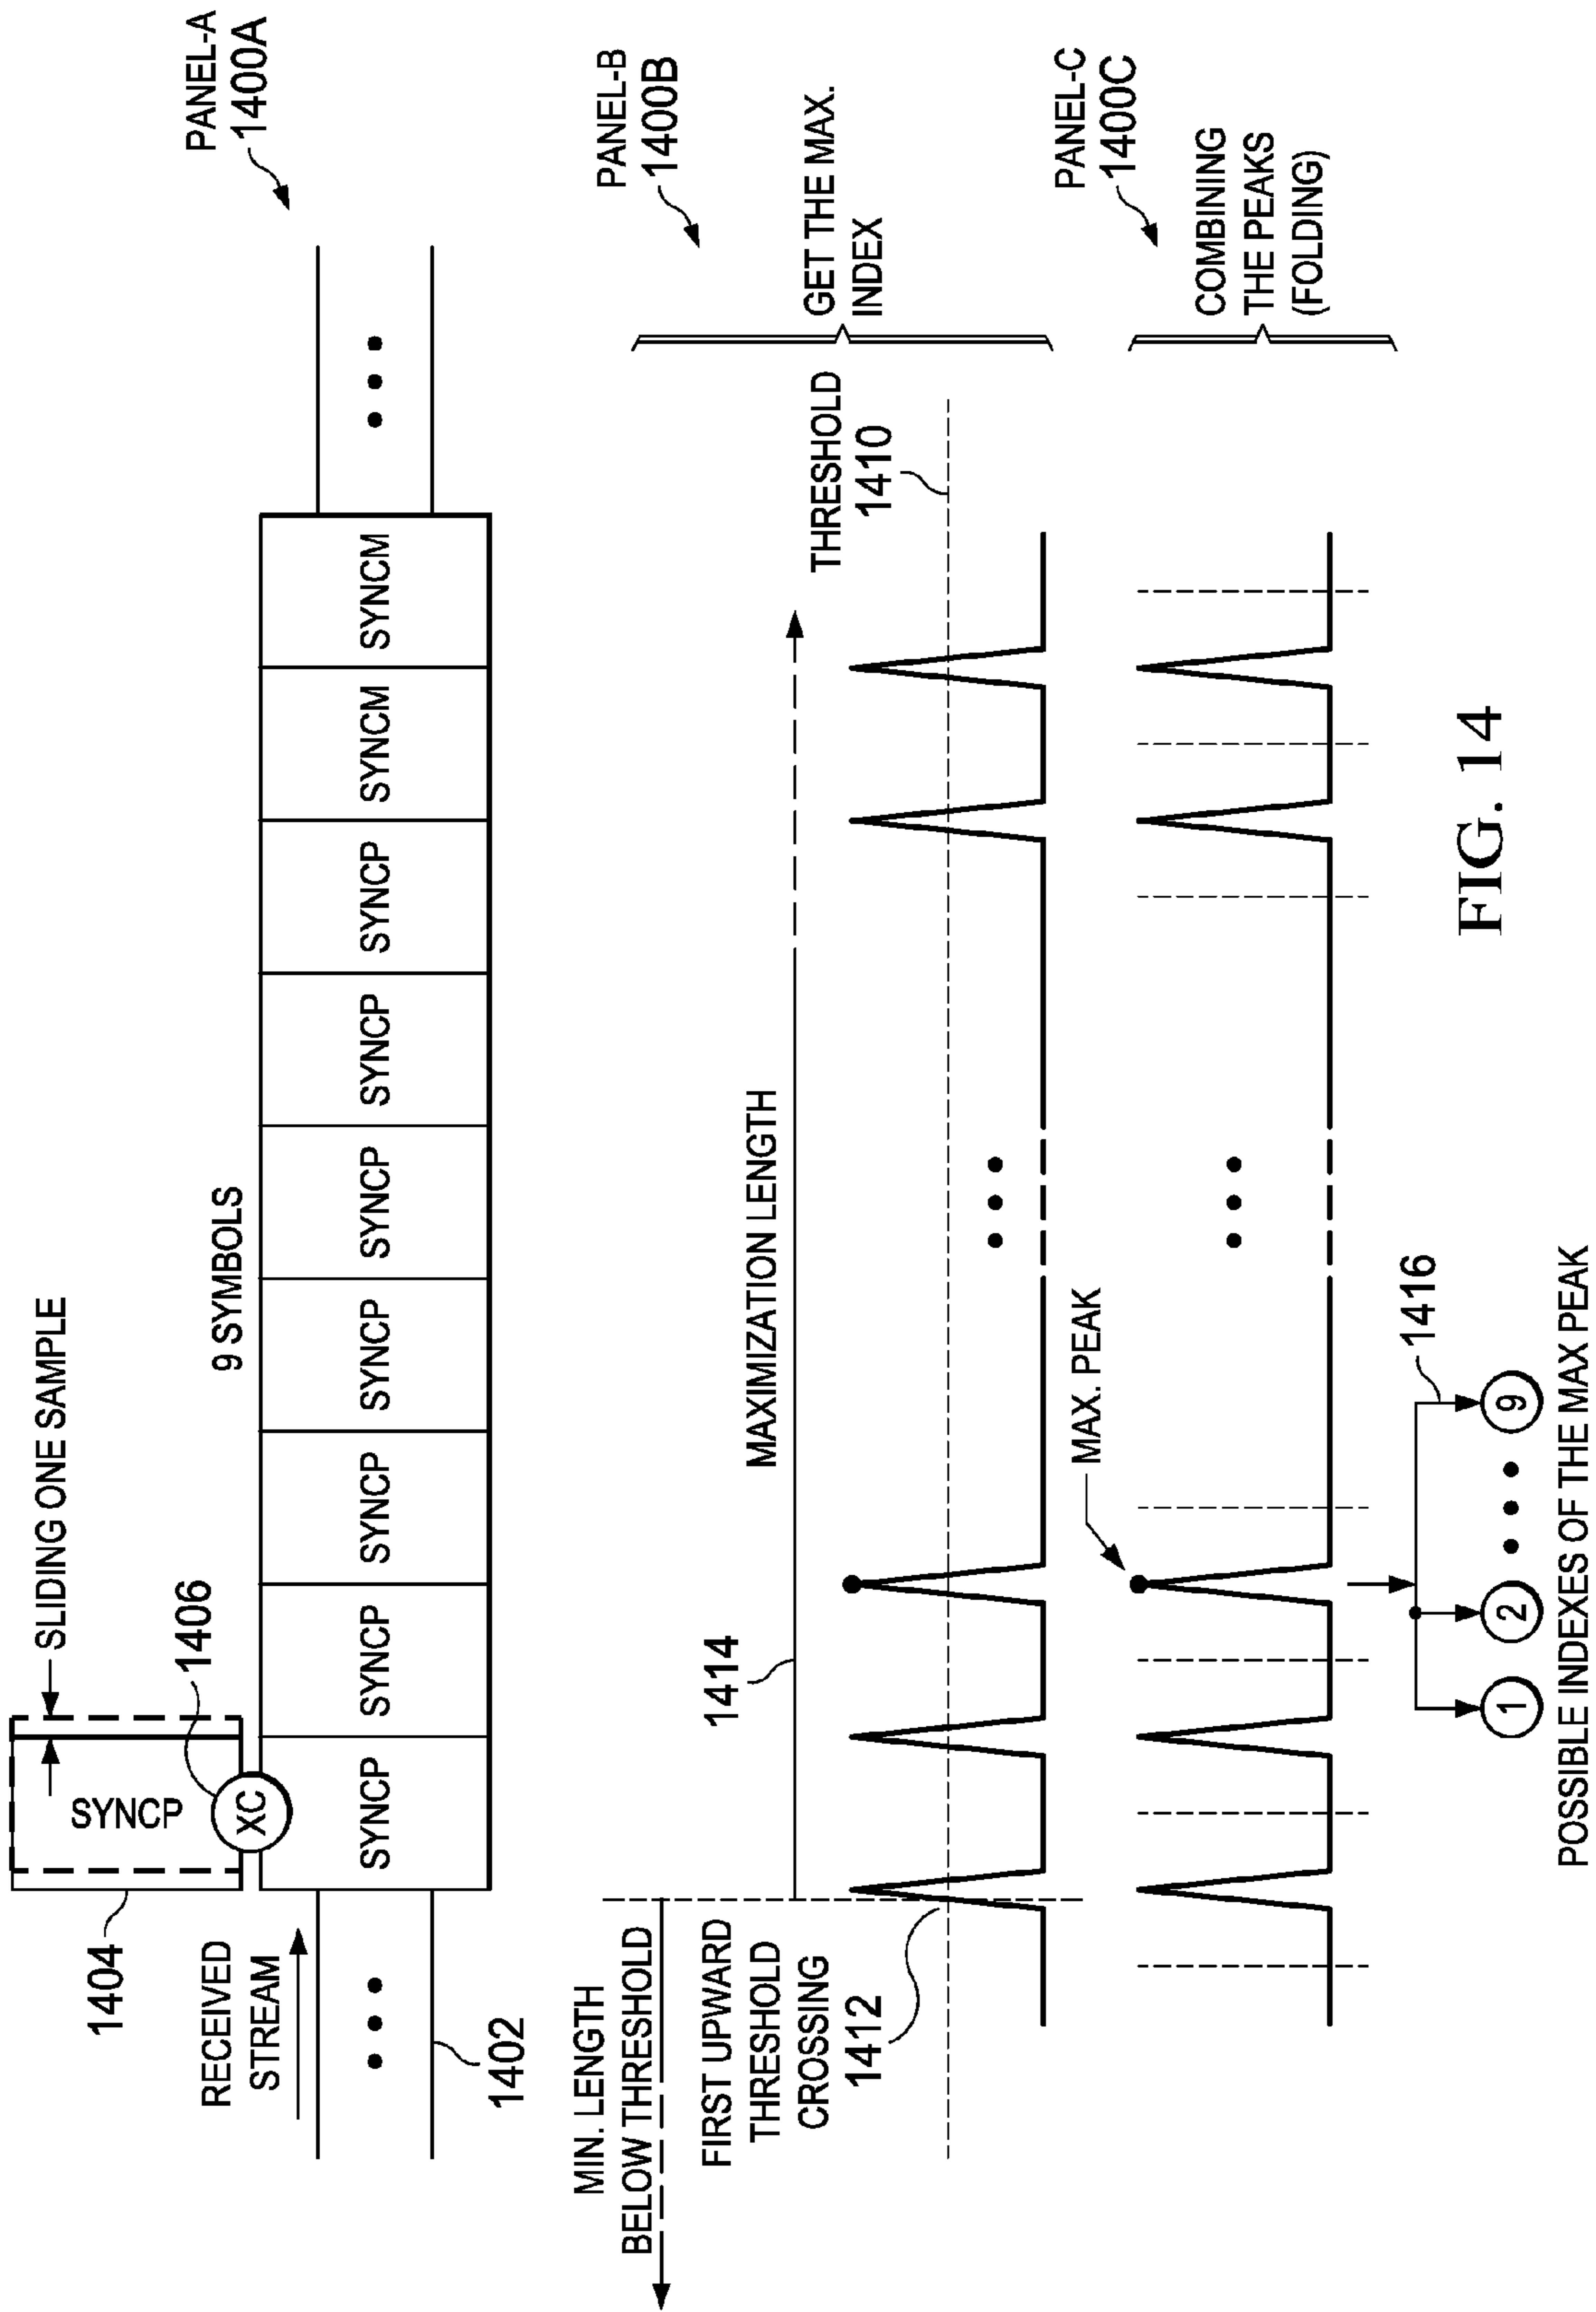 PANEL-A
1400A
SLIDING ONE SAMPLE
1404
SYNCP
1406
XC
9 SYMBOLS
RECEIVED
STREAM
SYNCP
SYNCP
SYNCP
SYNCP
SYNCP
SYNCP
SYNCP
SYNCM
SYNCM
1402
PANEL-B
1400B
MIN. LENGTH
BELOW THRESHOLD
FIRST UPWARD
THRESHOLD
CROSSING
1412
1414
MAXIMIZATION LENGTH
THRESHOLD
1410
GET THE MAX.
INDEX
PANEL-C
1400C
MAX. PEAK
COMBINING
THE PEAKS
(FOLDING)
1416
1
2
9
POSSIBLE INDEXES OF THE MAX PEAK
FIG. 14